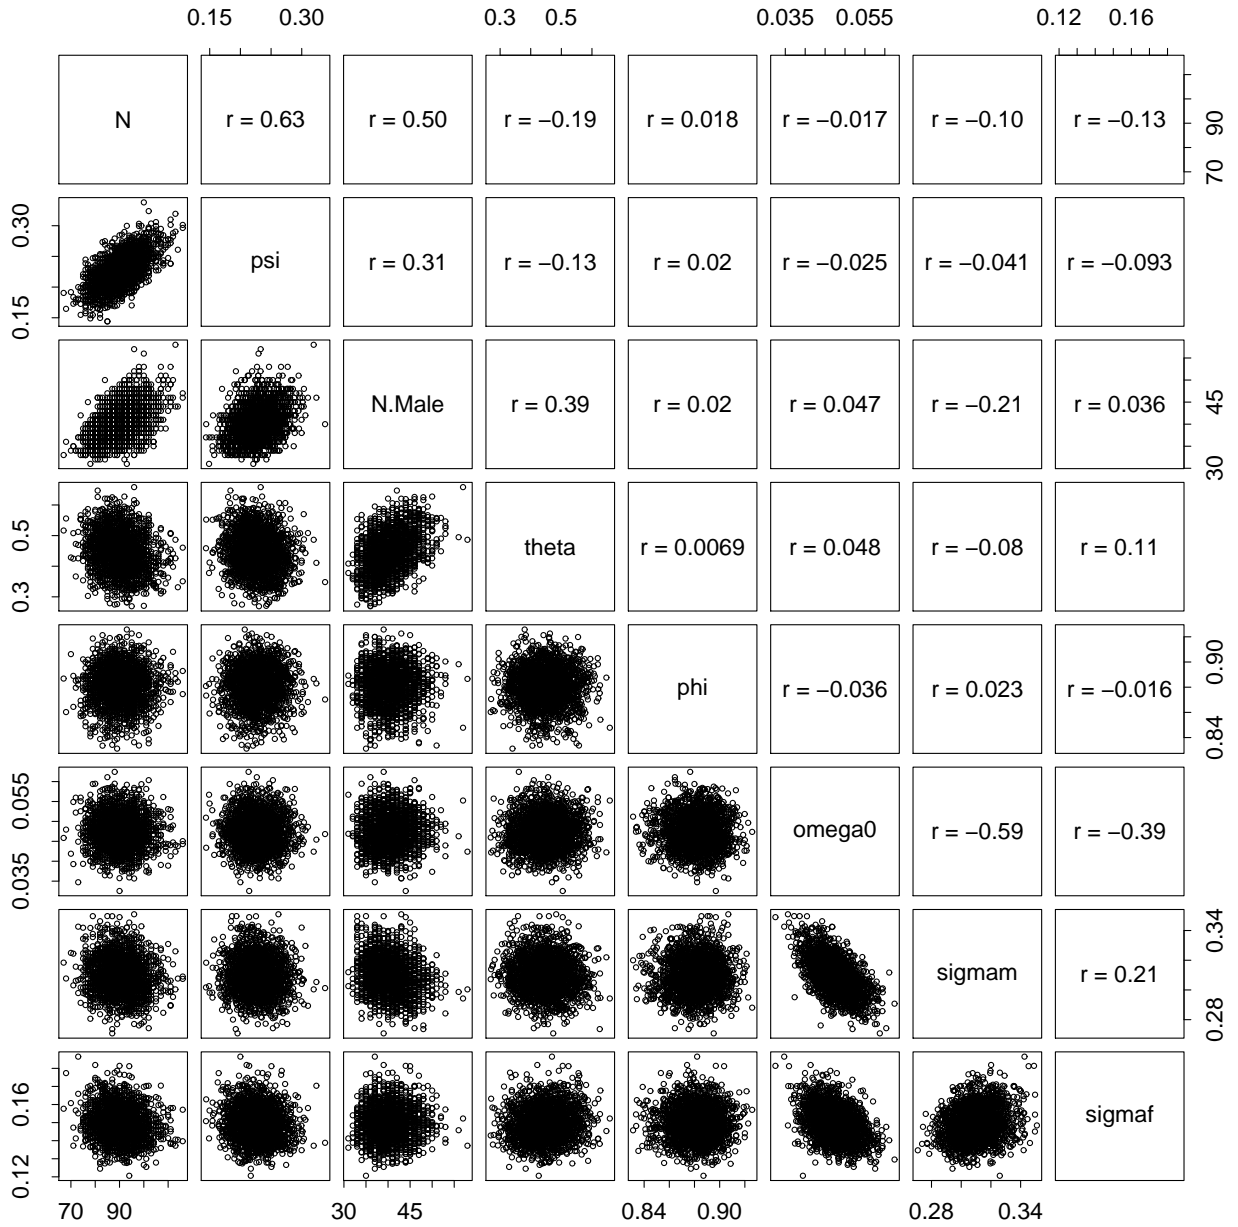 0.15 0.30 0.3 0.5 0.035 0.055 0.12 0.16
N r = 0.63 r = 0.50 r = −0.19 r = 0.018 r = −0.017 r = −0.10 r = −0.13
70 90
0.15 0.30
psi r = 0.31 r = −0.13 r = 0.02 r = −0.025 r = −0.041 r = −0.093
N.Male r = 0.39 r = 0.02 r = 0.047 r = −0.21 r = 0.036
30 45
0.3 0.5
theta r = 0.0069 r = 0.048 r = −0.08 r = 0.11
phi r = −0.036 r = 0.023 r = −0.016
0.84 0.90
0.035 0.055
omega0 r = −0.59 r = −0.39
sigmam r = 0.21
0.28 0.34
0.12 0.16
sigmaf
70 90 30 45 0.84 0.90 0.28 0.34